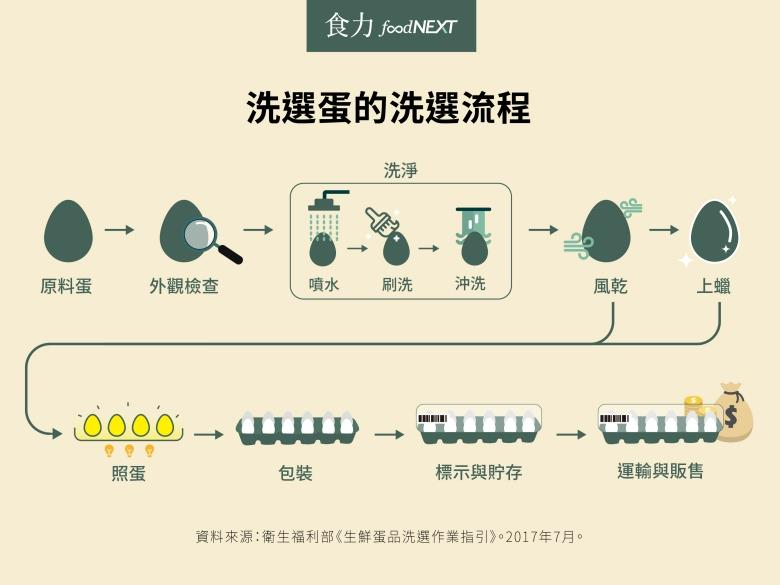 食力 foodNEXT
洗選蛋的洗選流程
洗淨
原料蛋
外觀檢查
噴水
刷洗
沖洗
風乾
上蠟
照蛋
包裝
標示與貯存
運輸與販售
$
資料來源：衛生福利部《生鮮蛋品洗選作業指引》。2017年7月。